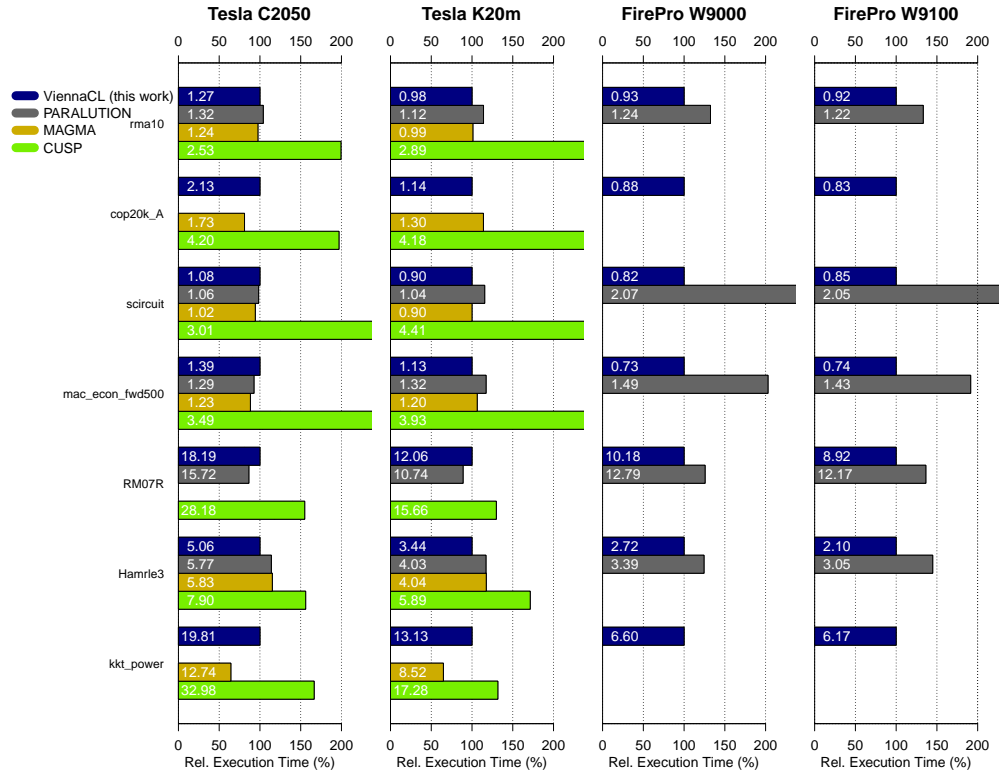 Tesla C2050 Tesla K20m FirePro W9000 FirePro W9100
0 50 100 150 200 0 50 100 150 200 0 50 100 150 200 0 50 100 150 200
ViennaCL (this work)
PARALUTION
MAGMA
CUSP
rma10
1.27 0.98 0.93 0.92
1.32 1.12 1.24 1.22
1.24 0.99
2.53 2.89
cop20k_A
2.13 1.14 0.88 0.83
1.73 1.30
4.20 4.18
scircuit
1.08 0.90 0.82 0.85
1.06 1.04 2.07 2.05
1.02 0.90
3.01 4.41
mac_econ_fwd500
1.39 1.13 0.73 0.74
1.29 1.32 1.49 1.43
1.23 1.20
3.49 3.93
RM07R
18.19 12.06 10.18 8.92
15.72 10.74 12.79 12.17
28.18 15.66
Hamrle3
5.06 3.44 2.72 2.10
5.77 4.03 3.39 3.05
5.83 4.04
7.90 5.89
kkt_power
19.81 13.13 6.60 6.17
12.74 8.52
32.98 17.28
0 50 100 150 200 0 50 100 150 200 0 50 100 150 200 0 50 100 150 200
Rel. Execution Time (%) Rel. Execution Time (%) Rel. Execution Time (%) Rel. Execution Time (%)